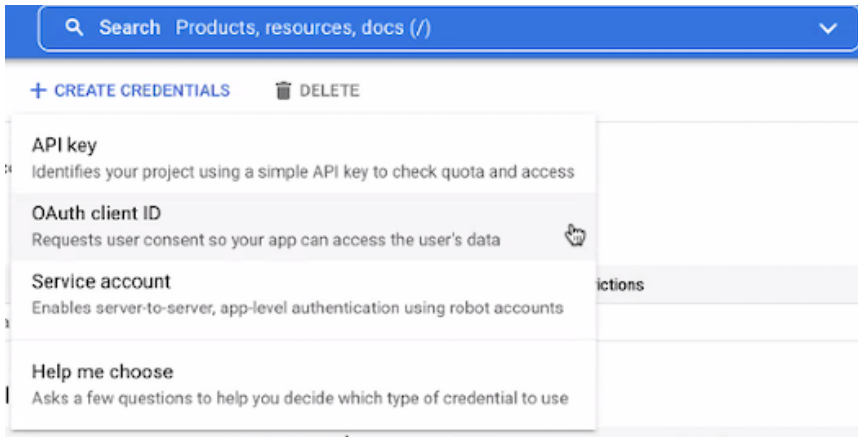 Search Products, resources, docs (/)
+ CREATE CREDENTIALS DELETE
API key
Identifies your project using a simple API key to check quota and access
OAuth client ID
Requests user consent so your app can access the user's data
Service account
ictions
Enables server-to-server, app-level authentication using robot accounts
Help me choose
Asks a few questions to help you decide which type of credential to use